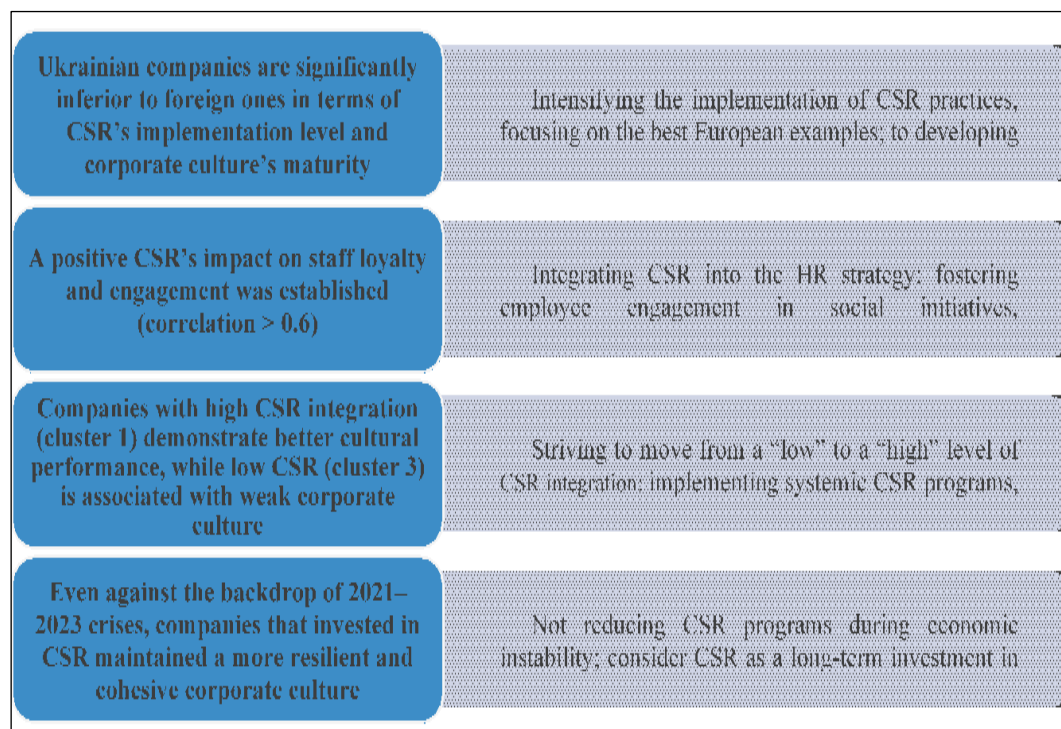 Ukrainian companies are significantly
inferior to foreign ones in terms of
CSR's implementation level and
corporate culture's maturity
Intensifying the implementation of CSR practices,
focusing on the best European examples; to developing
A positive CSR's impact on staff loyalty
and engagement was established
(correlation > 0.6)
Integrating CSR into the HR strategy: fostering
employee engagement in social initiatives,
Companies with high CSR integration
(cluster 1) demonstrate better cultural
performance, while low CSR (cluster 3)
is associated with weak corporate
culture
Striving to move from a “low” to a “high” level of
CSR integration; implementing systemic CSR programs,
Even against the backdrop of 2021–
2023 crises, companies that invested in
CSR maintained a more resilient and
cohesive corporate culture
Not reducing CSR programs during economic
instability; consider CSR as a long-term investment in